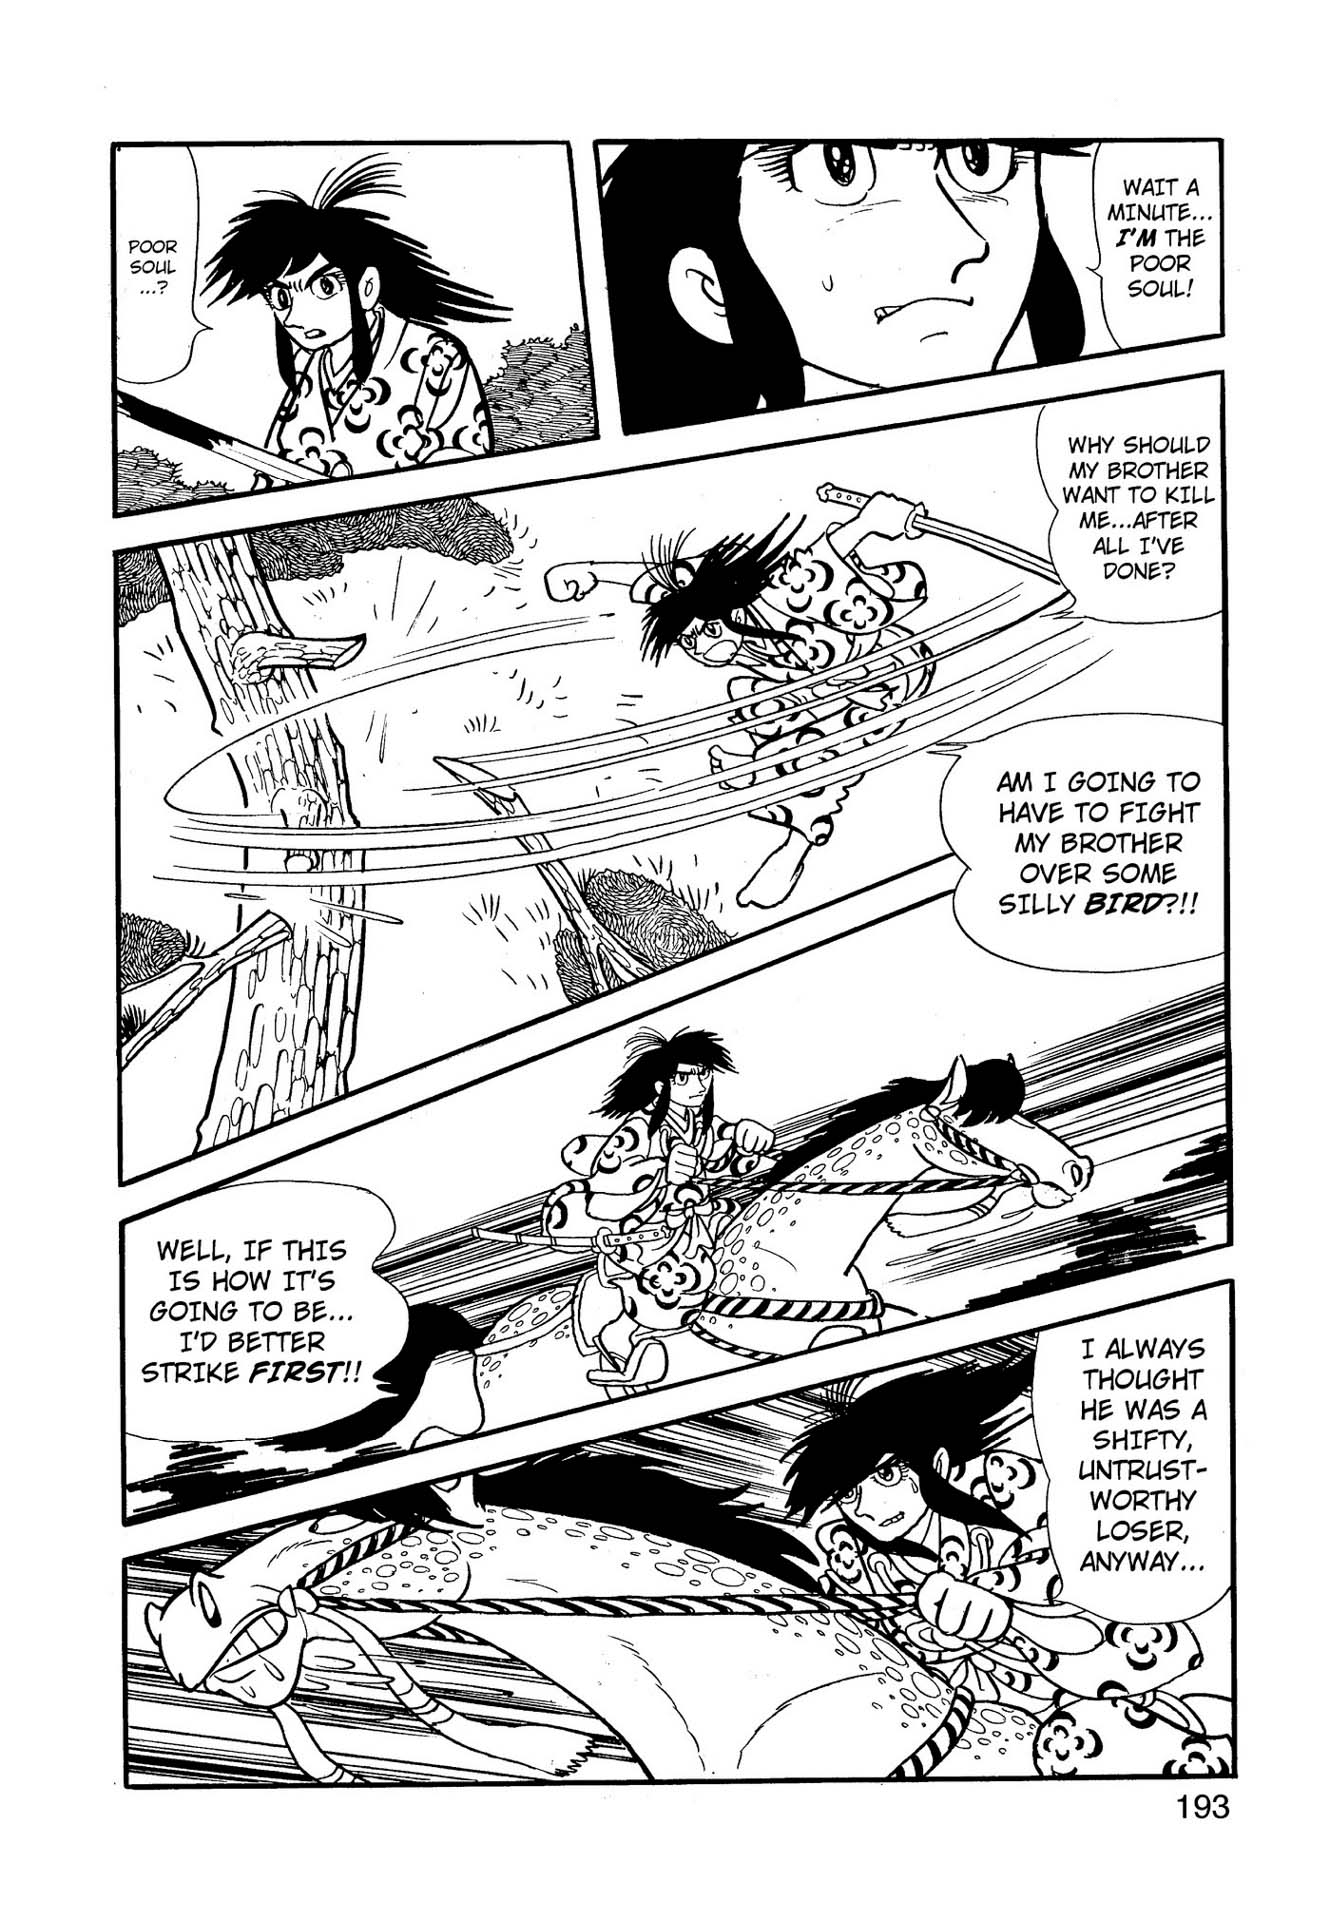 POOR
SOUL
...?
WAIT A
MINUTE...
I'M THE
POOR
SOUL!
WHY SHOULD
MY BROTHER
WANT TO KILL
ME...AFTER
ALL I'VE
DONE?
AM I GOING TO
HAVE TO FIGHT
MY BROTHER
OVER SOME
SILLY BIRD?!!
WELL, IF THIS
IS HOW IT'S
GOING TO BE...
I'D BETTER
STRIKE FIRST!!
I ALWAYS
THOUGHT
HE WAS A
SHIFTY,
UNTRUST-
WORTHY
LOSER,
ANYWAY...
193